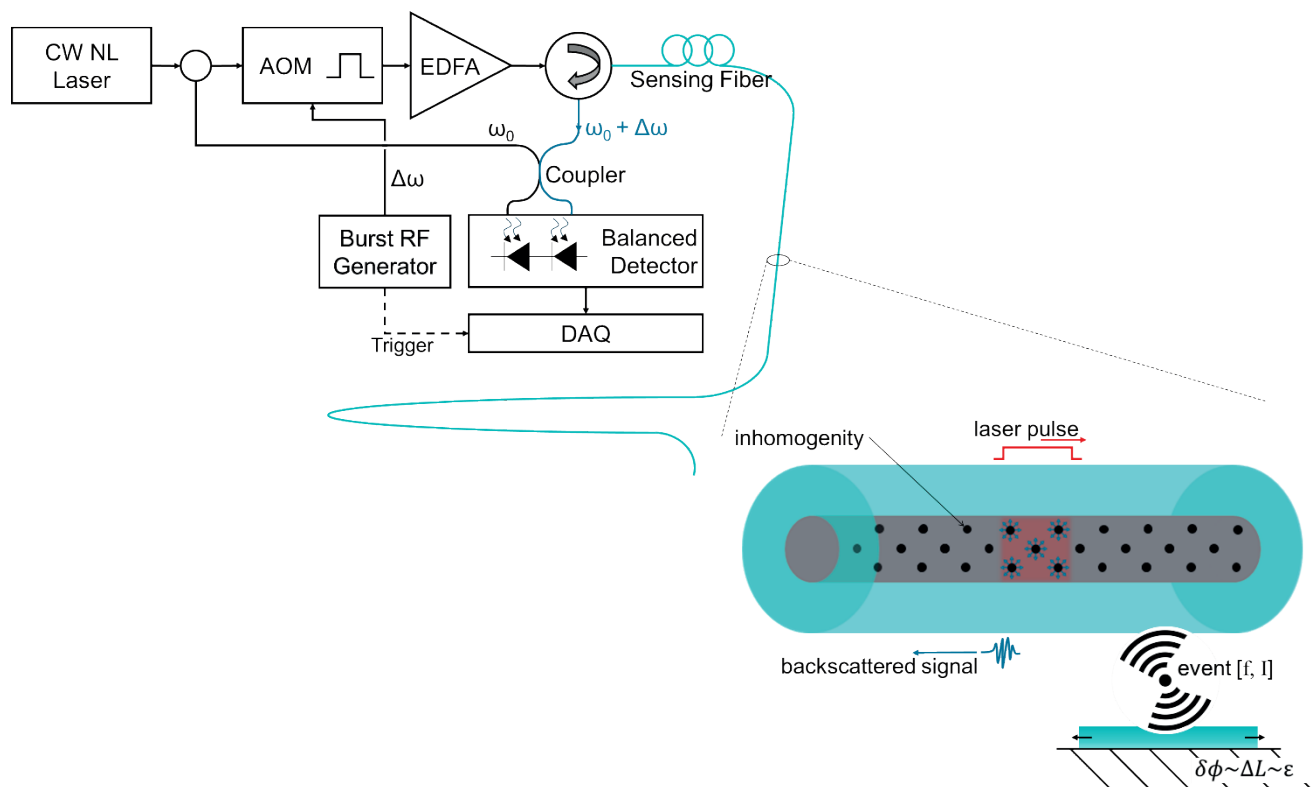 CW NL
Laser
AOM
EDFA
Sensing Fiber
ω₀
ω₀ + Δω
Coupler
Δω
Burst RF
Generator
Balanced
Detector
Trigger
DAQ
inhomogenity
laser pulse
backscattered signal
event [f, I]
δϕ~ΔL~ε